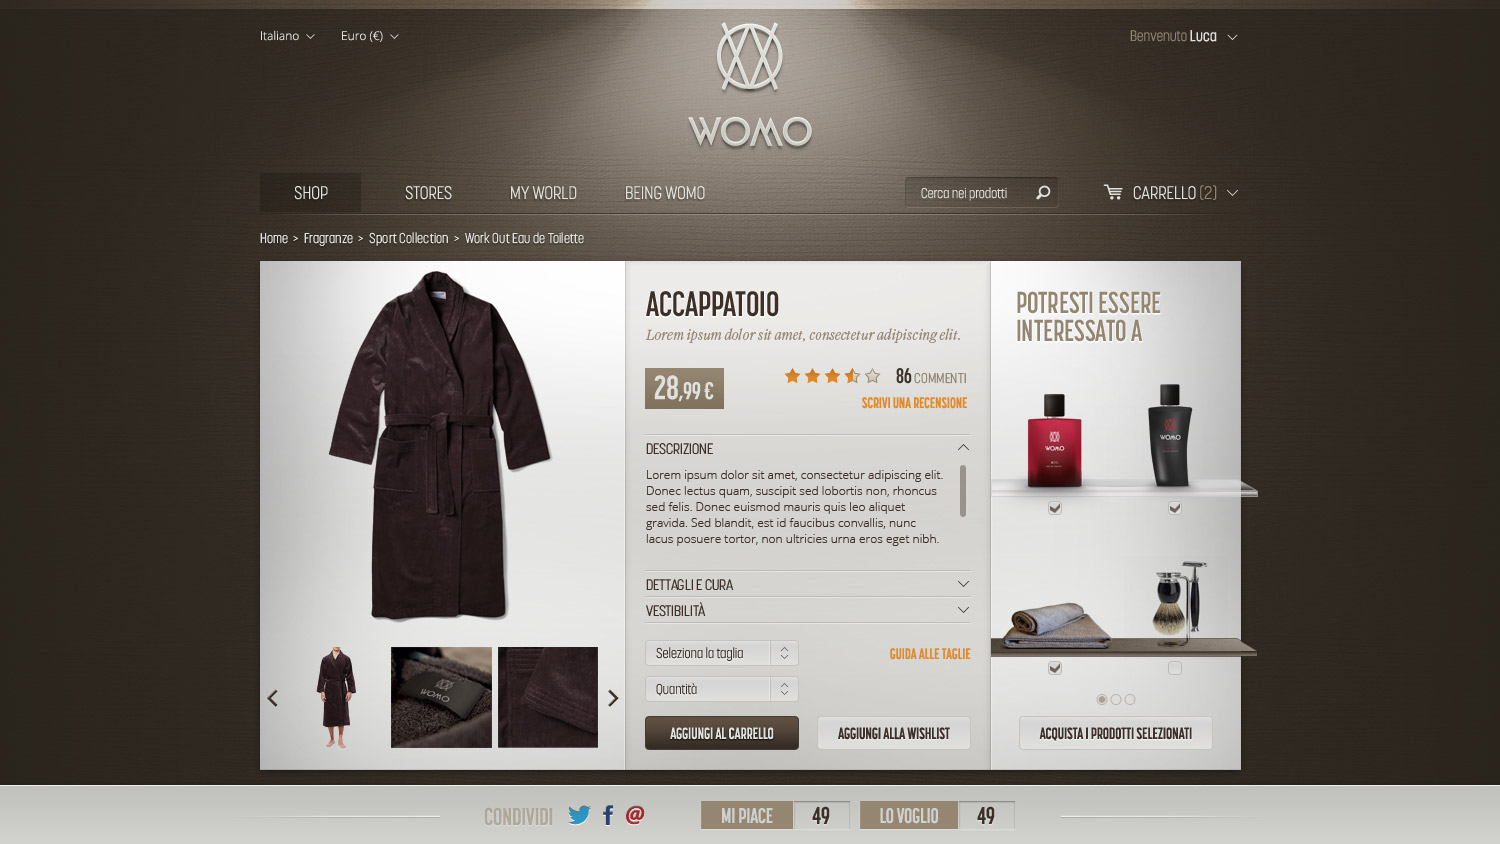 Italiano
Euro (€)
Benvenuto Luca
WOMO
SHOP
STORES
MY WORLD
BEING WOMO
Cerca nei prodotti
CARRELLO (2)
Home > Fragranze > Sport Collection > Work Out Eau de Toilette
ACCAPPATOIO
Lorem ipsum dolor sit amet, consectetur adipiscing elit.
28,99 €
86 COMMENTI
SCRIVI UNA RECENSIONE
DESCRIZIONE
Lorem ipsum dolor sit amet, consectetur adipiscing elit.
Donec lectus quam, suscipit sed lobortis non, rhoncus
sed felis. Donec euismod mauris quis leo aliquet
gravida. Sed blandit, est id faucibus convallis, nunc
lacus posuere tortor, non ultricies urna eros eget nibh.
DETTAGLI E CURA
VESTIBILITÀ
Seleziona la taglia
GUIDA ALLE TAGLIE
Quantità
AGGIUNGI AL CARRELLO
AGGIUNGI ALLA WISHLIST
WOMO
POTRESTI ESSERE
INTERESSATO A
WOMO
WOMO
ACQUISTA I PRODOTTI SELEZIONATI
CONDIVIDI
MI PIACE
49
LO VOGLIO
49